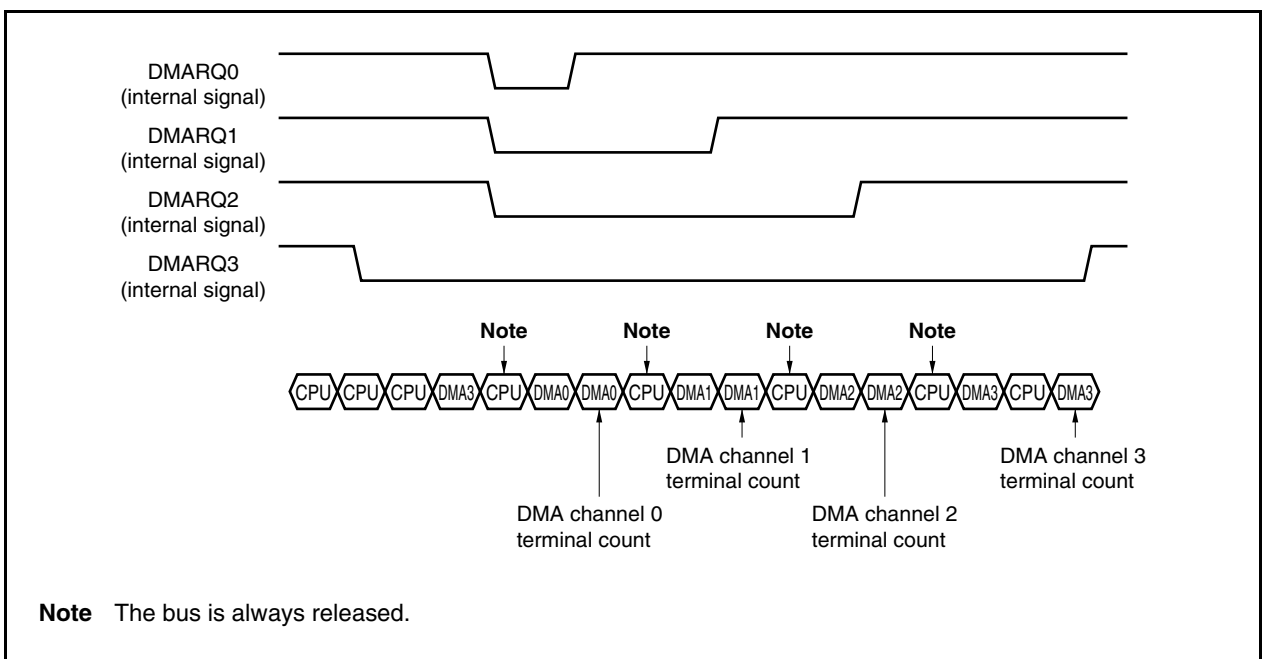 DMARQ0
(internal signal)
DMARQ1
(internal signal)
DMARQ2
(internal signal)
DMARQ3
(internal signal)
Note Note Note Note
CPU CPU CPU DMA3 CPU DMA0 DMA0 CPU DMA1 DMA1 CPU DMA2 DMA2 CPU DMA3 CPU DMA3
DMA channel 1
terminal count
DMA channel 3
terminal count
DMA channel 0
terminal count
DMA channel 2
terminal count
Note The bus is always released.